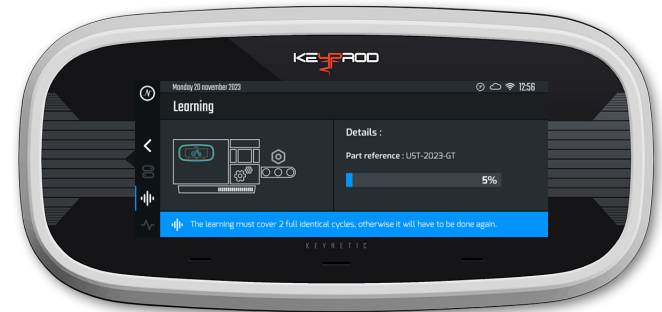 KEYPROD
Monday 20 november 2023
12:56
Learning
Details :
Part reference : UST-2023-GT
5%
The learning must cover 2 full identical cycles, otherwise it will have to be done again.
KEYNETIC